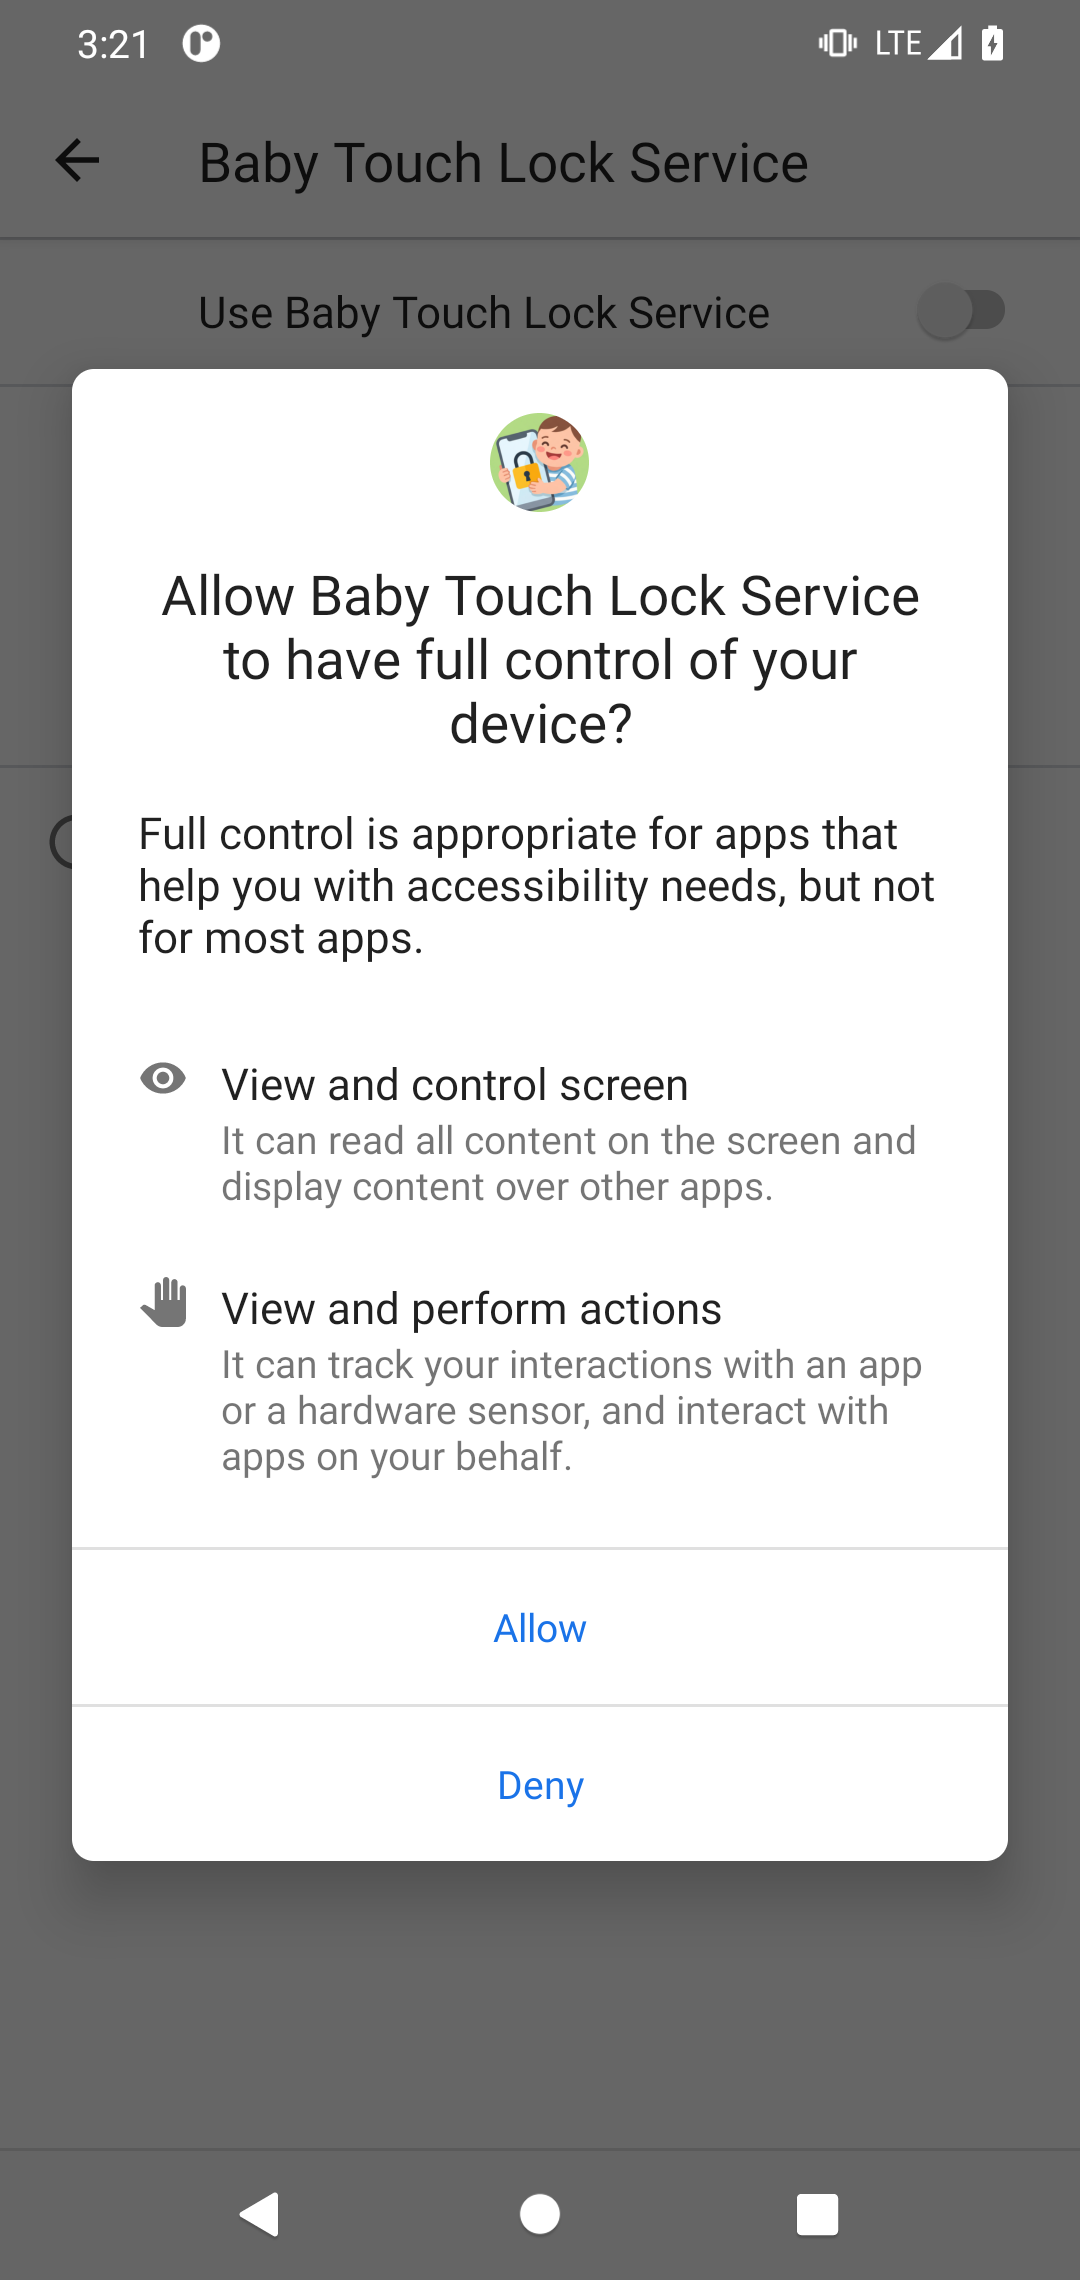 3:21
LTE
Baby Touch Lock Service
Use Baby Touch Lock Service
Allow Baby Touch Lock Service
to have full control of your
device?
Full control is appropriate for apps that
help you with accessibility needs, but not
for most apps.
View and control screen
It can read all content on the screen and
display content over other apps.
View and perform actions
It can track your interactions with an app
or a hardware sensor, and interact with
apps on your behalf.
Allow
Deny